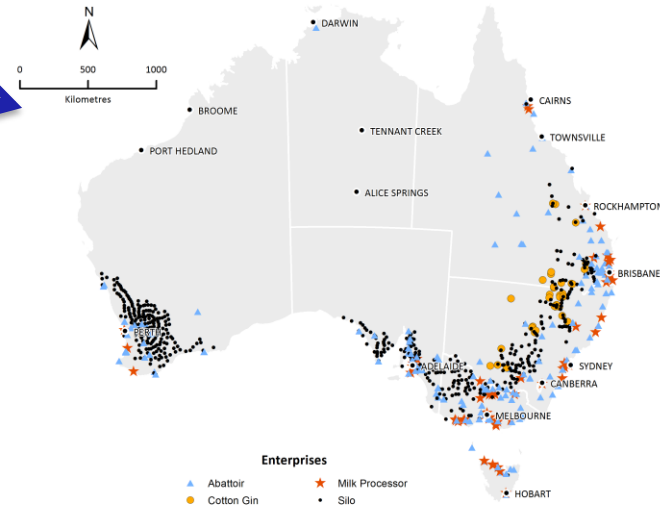 N
DARWIN
0 500 1000
Kilometres
CAIRNS
BROOME
TENNANT CREEK
TOWNSVILLE
PORT HEDLAND
ALICE SPRINGS
ROCKHAMPTON
BRISBANE
PERTH
ADELAIDE
SYDNEY
CANBERRA
MELBOURNE
Enterprises
Abattoir
Milk Processor
Cotton Gin
Silo
HOBART